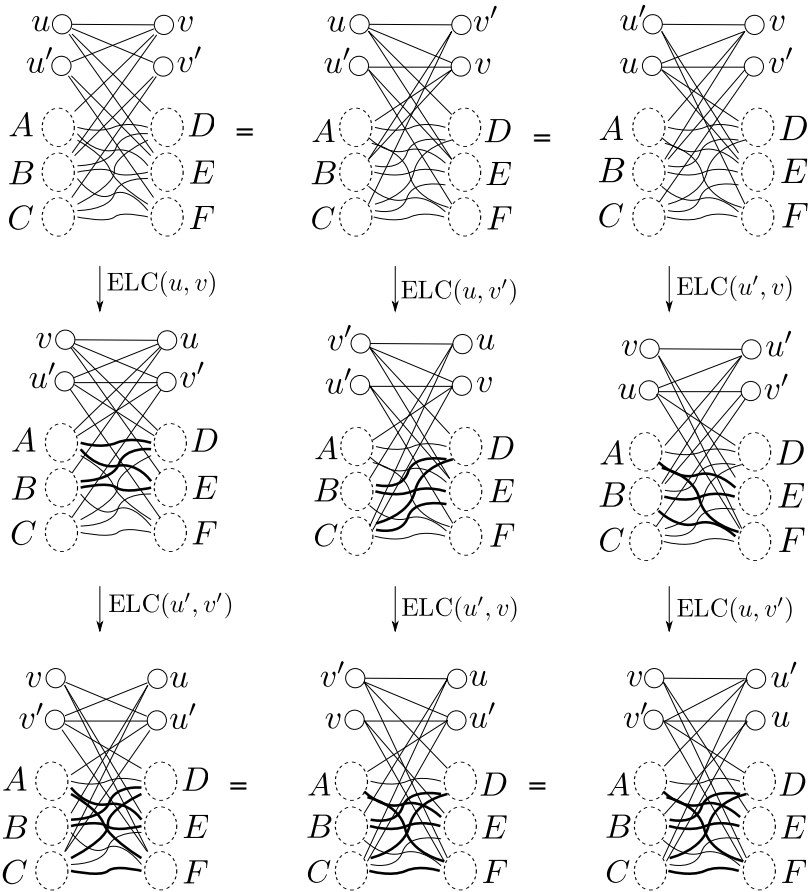 u v u v′ u′ v
u′ v′ u′ v u v′
A D = A D = A D
B E B E B E
C F C F C F
ELC(u, v) ELC(u, v′) ELC(u′, v)
v u v′ u v u′
u′ v′ u′ v u v′
A D A D A D
B E B E B E
C F C F C F
ELC(u′, v′) ELC(u′, v) ELC(u, v′)
v u v′ u v u′
v′ u′ v u′ v′ u
A D = A D = A D
B E B E B E
C F C F C F